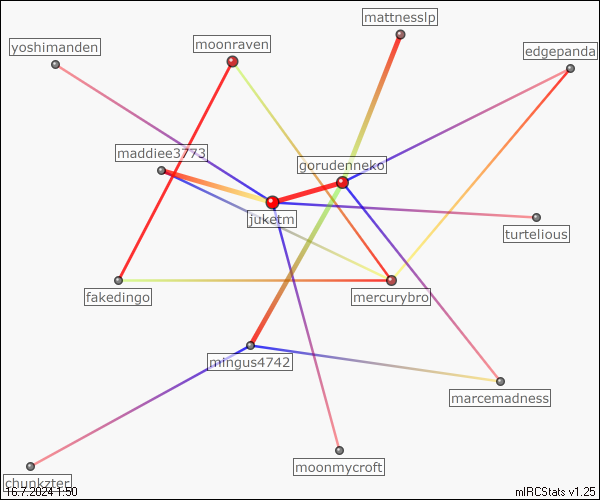 mattnesslp
yoshimanden
moonraven
edgepanda
maddiee3773
gorudenneko
juketm
turtelious
fakedingo
mercurybro
mingus4742
marcemadness
moonmycroft
chunkzter
16.7.2024 1:50
mIRCStats v1.25